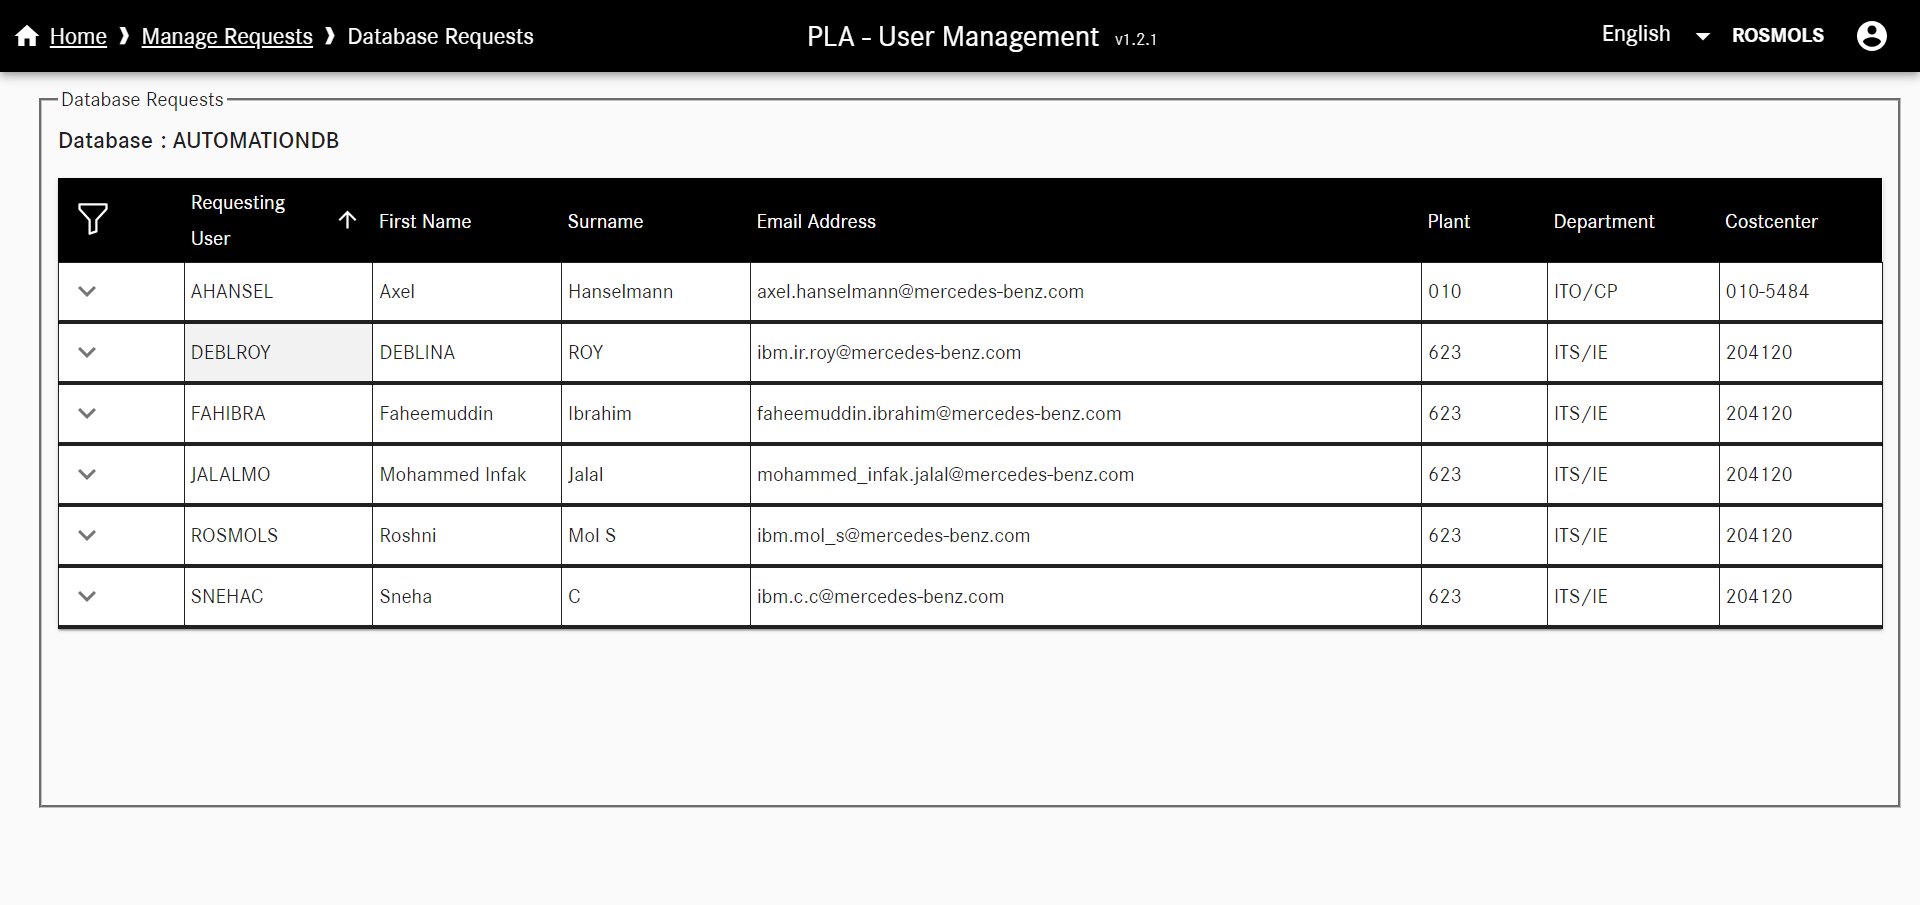 Home ❱ Manage Requests ❱ Database Requests
PLA - User Management v1.2.1
English
ROSMOLS
Database Requests
Database : AUTOMATIONDB
Requesting User First Name Surname Email Address Plant Department Costcenter
AHANSEL Axel Hanselmann axel.hanselmann@mercedes-benz.com 010 ITO/CP 010-5484
DEBLROY DEBLINA ROY ibm.ir.roy@mercedes-benz.com 623 ITS/IE 204120
FAHIBRA Faheemuddin Ibrahim faheemuddin.ibrahim@mercedes-benz.com 623 ITS/IE 204120
JALALMO Mohammed Infak Jalal mohammed_infak.jalal@mercedes-benz.com 623 ITS/IE 204120
ROSMOLS Roshni Mol S ibm.mol_s@mercedes-benz.com 623 ITS/IE 204120
SNEHAC Sneha C ibm.c.c@mercedes-benz.com 623 ITS/IE 204120